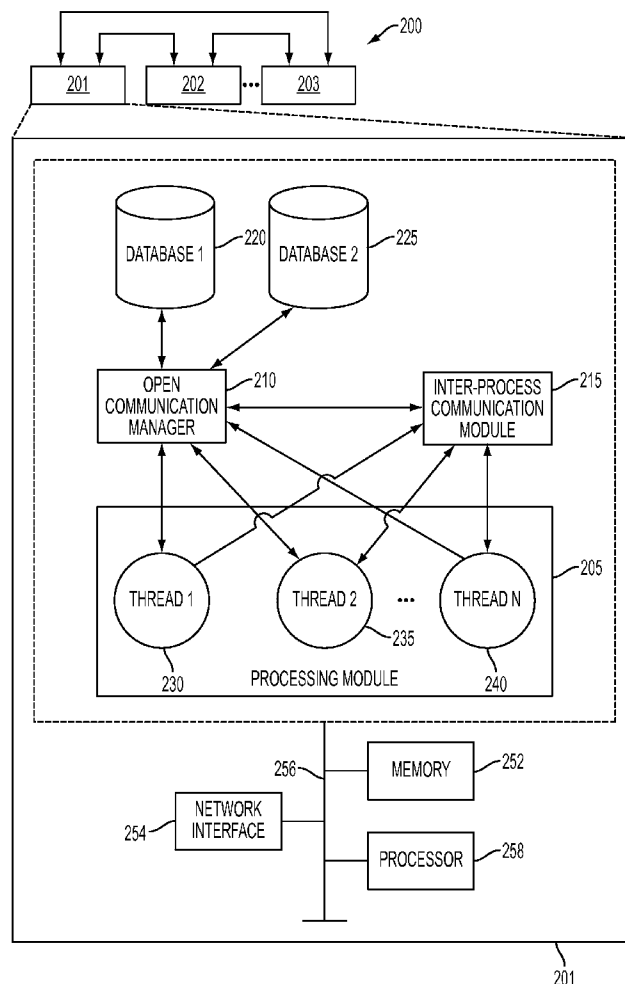 200
201
202
...
203
DATABASE 1
220
DATABASE 2
225
OPEN
COMMUNICATION
MANAGER
210
INTER-PROCESS
COMMUNICATION
MODULE
215
THREAD 1
THREAD 2
...
THREAD N
205
230
235
240
PROCESSING MODULE
256
MEMORY
252
NETWORK
INTERFACE
254
PROCESSOR
258
201